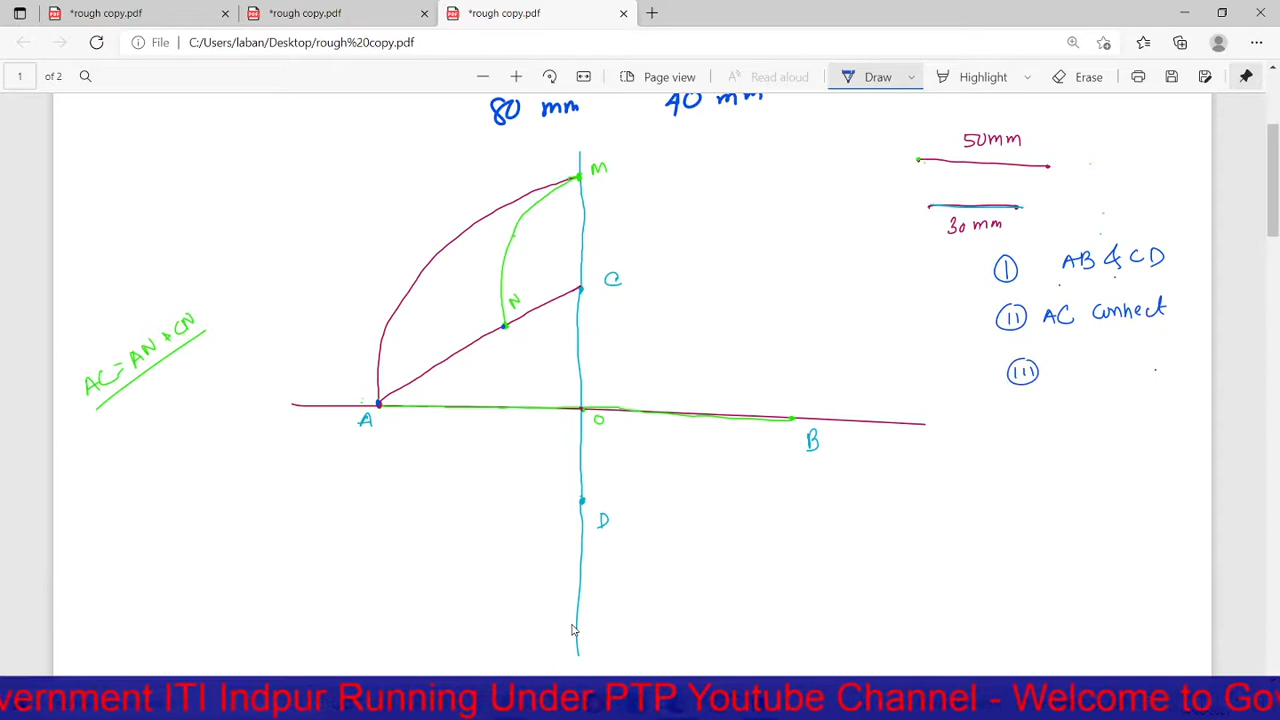 *rough copy.pdf
*rough copy.pdf
*rough copy.pdf
File
C:/Users/laban/Desktop/rough%20copy.pdf
1
of 2
Page view
Read aloud
Draw
Highlight
Erase
80 mm
40 mm
M
50mm
30 mm
C
N
I AB & CD
II AC connect
III
AC = AN + CN
A
O
B
D
vernment ITI Indpur Running Under PTP Youtube Channel - Welcome to Gov